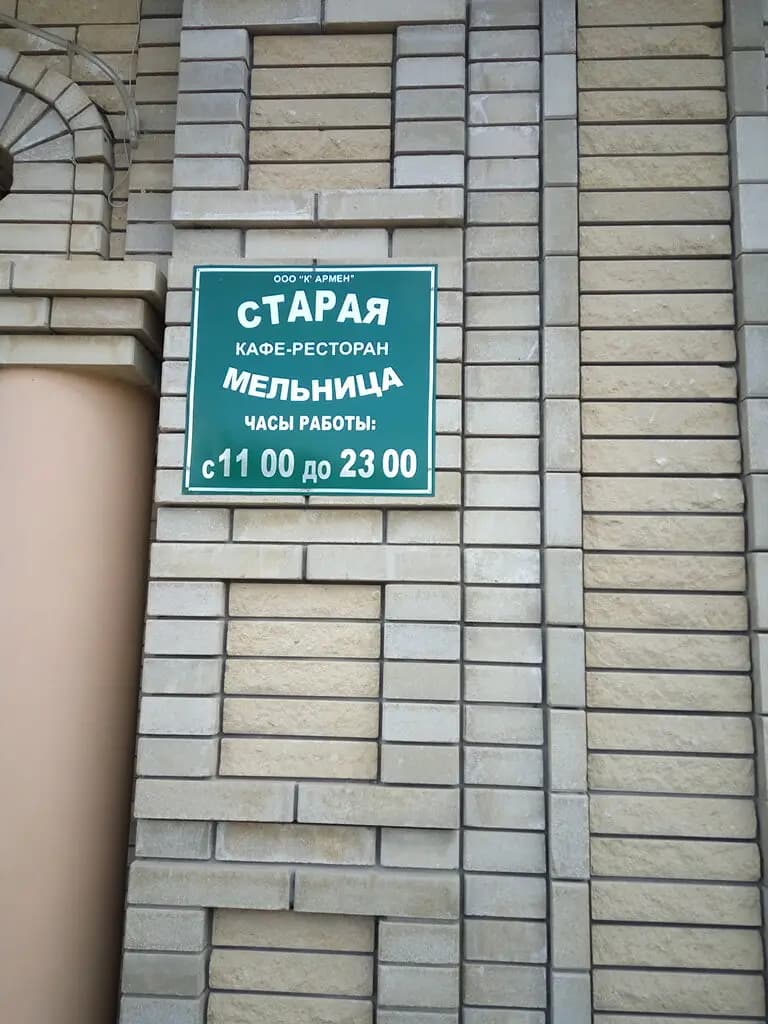 ООО "К' АРМЕН"
СТАРАЯ
КАФЕ-РЕСТОРАН
МЕЛЬНИЦА
ЧАСЫ РАБОТЫ:
с 11 00 до 23 00